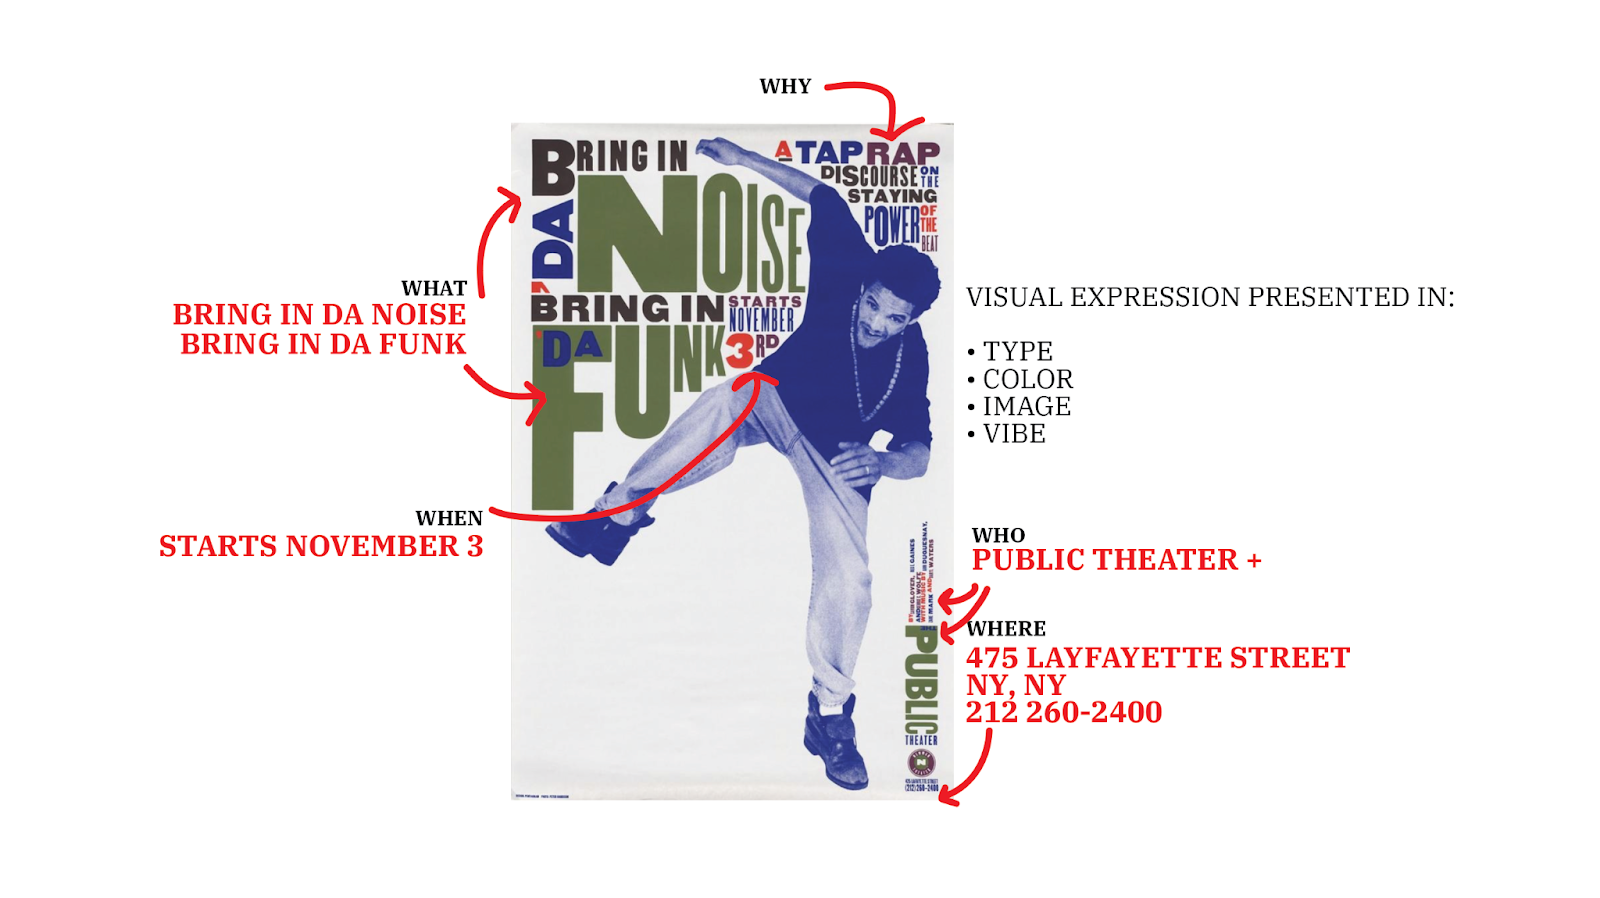 WHY
BRING IN
'DA
NOISE
BRING IN
'DA
FUNK
STARTS
NOVEMBER
3RD
A TAP RAP
DISCOURSE ON THE
STAYING
POWER OF THE
BEAT
WHAT
BRING IN DA NOISE
BRING IN DA FUNK
WHEN
STARTS NOVEMBER 3
VISUAL EXPRESSION PRESENTED IN:
• TYPE
• COLOR
• IMAGE
• VIBE
WHO
PUBLIC THEATER +
WHERE
475 LAYFAYETTE STREET
NY, NY
212 260-2400
PUBLIC
THEATER
(212) 260-2400